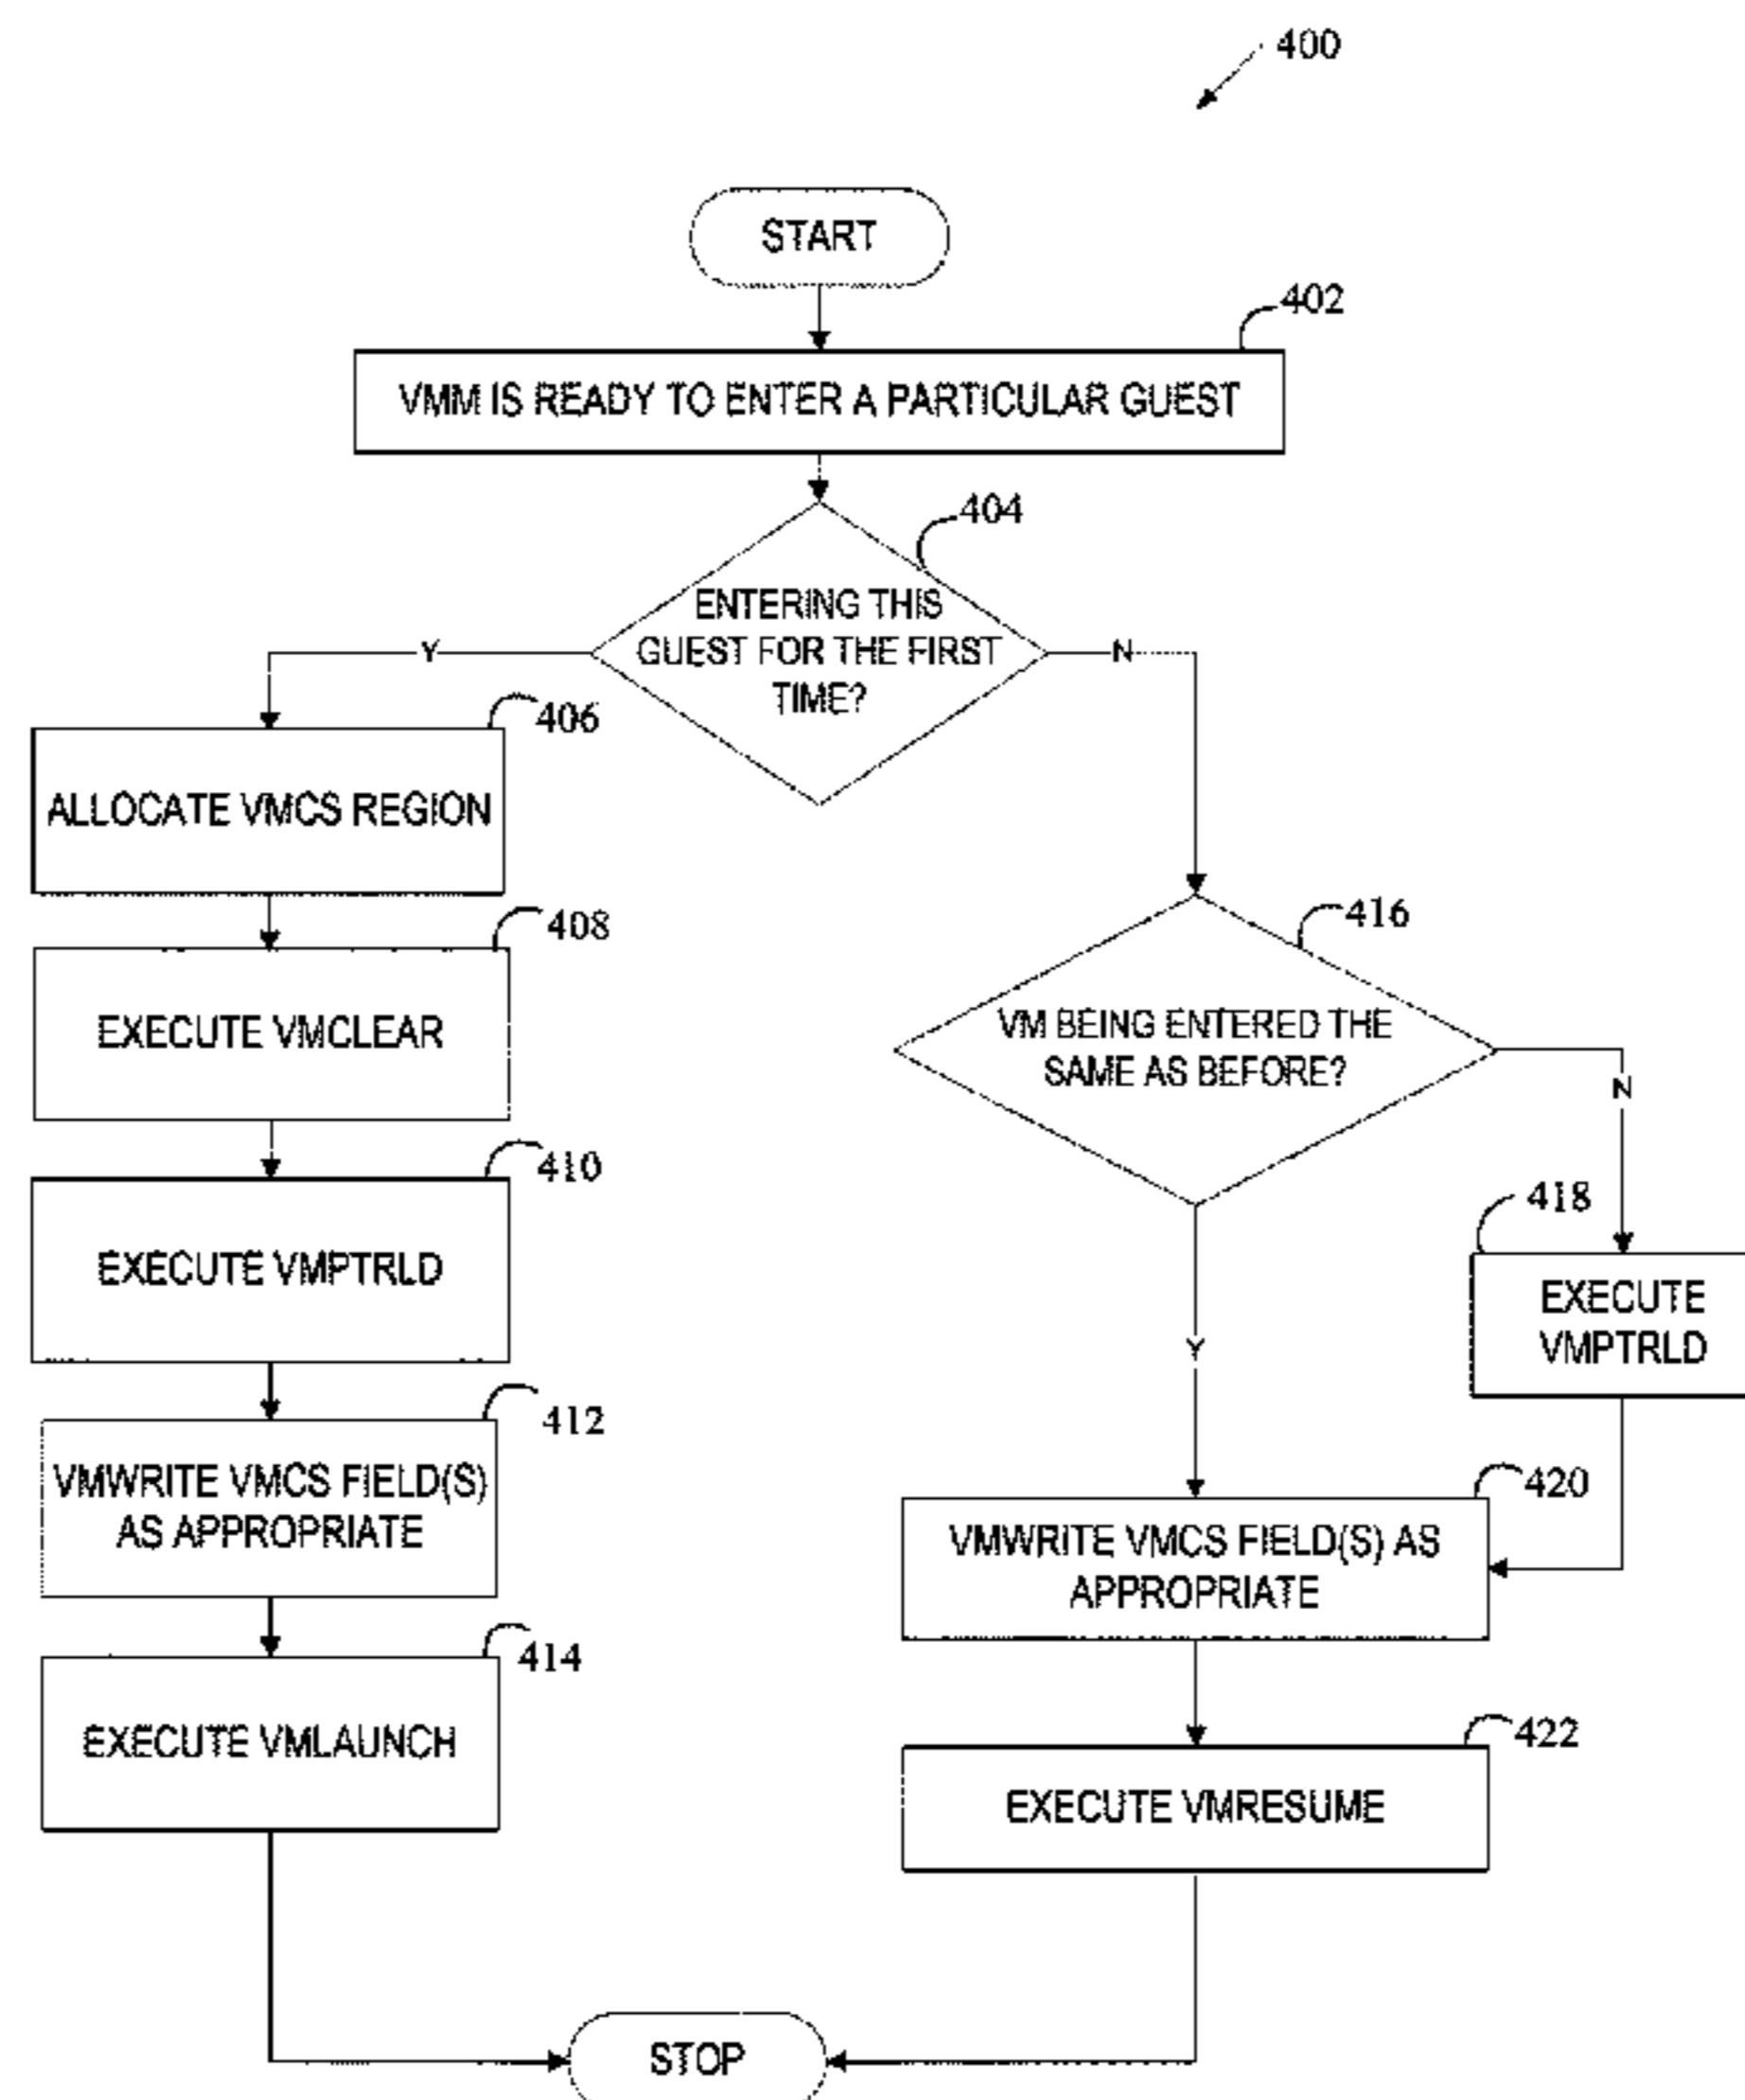 400
START
402
VMM IS READY TO ENTER A PARTICULAR GUEST
404
ENTERING THIS
GUEST FOR THE FIRST
TIME?
Y
N
406
ALLOCATE VMCS REGION
408
EXECUTE VMCLEAR
410
EXECUTE VMPTRLD
412
VMWRITE VMCS FIELD(S)
AS APPROPRIATE
414
EXECUTE VMLAUNCH
416
VM BEING ENTERED THE
SAME AS BEFORE?
N
Y
418
EXECUTE
VMPTRLD
420
VMWRITE VMCS FIELD(S) AS
APPROPRIATE
422
EXECUTE VMRESUME
STOP